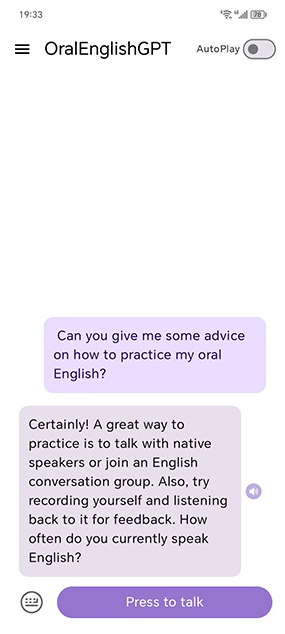 19:33
78
OralEnglishGPT
AutoPlay
Can you give me some advice
on how to practice my oral
English?
Certainly! A great way to
practice is to talk with native
speakers or join an English
conversation group. Also, try
recording yourself and listening
back to it for feedback. How
often do you currently speak
English?
Press to talk